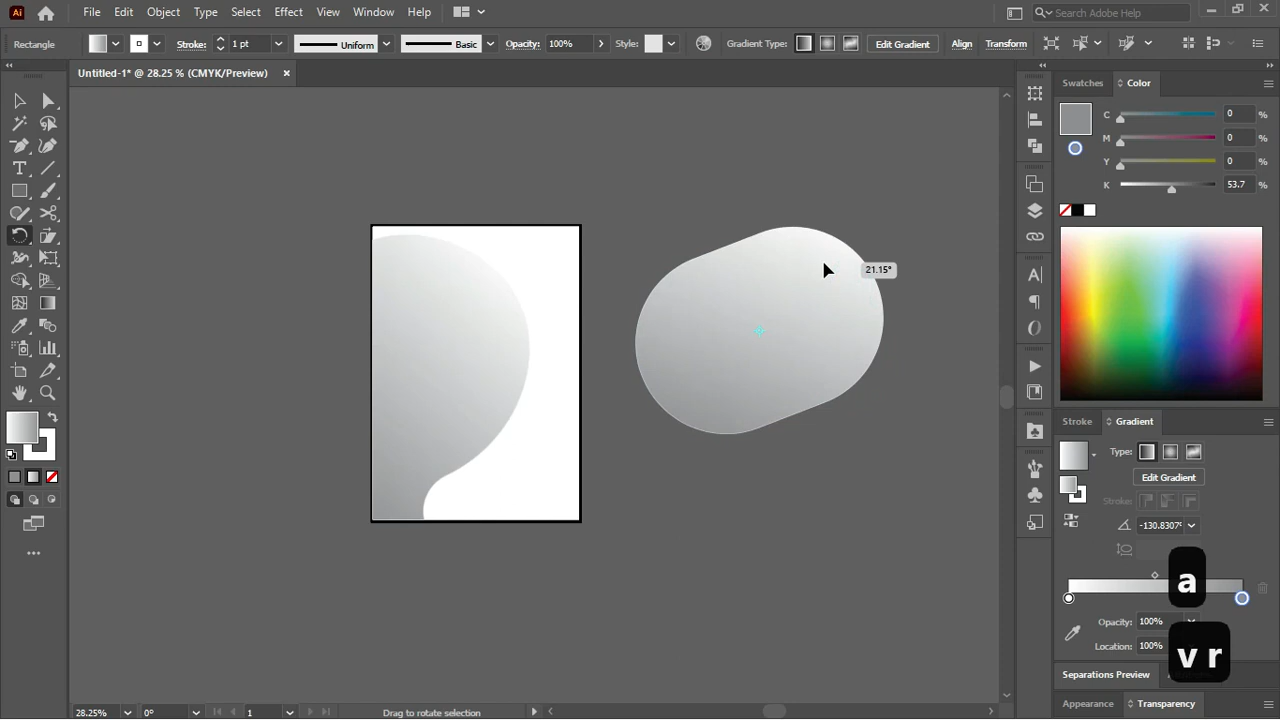 Ai File Edit Object Type Select Effect View Window Help Search Adobe Help
Rectangle Stroke: 1 pt Uniform Basic Opacity: 100% Style: Gradient Type: Edit Gradient Align Transform
Untitled-1* @ 28.25 % (CMYK/Preview)
Swatches Color
C 0 %
M 0 %
Y 0 %
K 53.7 %
21.15°
Stroke Gradient
Type:
Edit Gradient
Stroke:
-130.8307°
a
Opacity: 100%
Location: 100%
v r
Separations Preview
Appearance Transparency
28.25% 0° 1 Drag to rotate selection